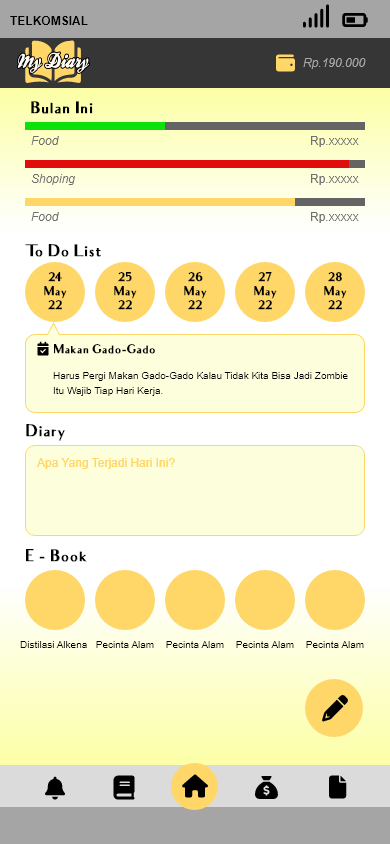 TELKOMSIAL
My Diary
Rp.190.000
Bulan Ini
Food Rp.xxxxx
Shoping Rp.xxxxx
Food Rp.xxxxx
To Do List
24 May 22
25 May 22
26 May 22
27 May 22
28 May 22
Makan Gado-Gado
Harus Pergi Makan Gado-Gado Kalau Tidak Kita Bisa Jadi Zombie
Itu Wajib Tiap Hari Kerja.
Diary
Apa Yang Terjadi Hari Ini?
E - Book
Distilasi Alkena Pecinta Alam Pecinta Alam Pecinta Alam Pecinta Alam